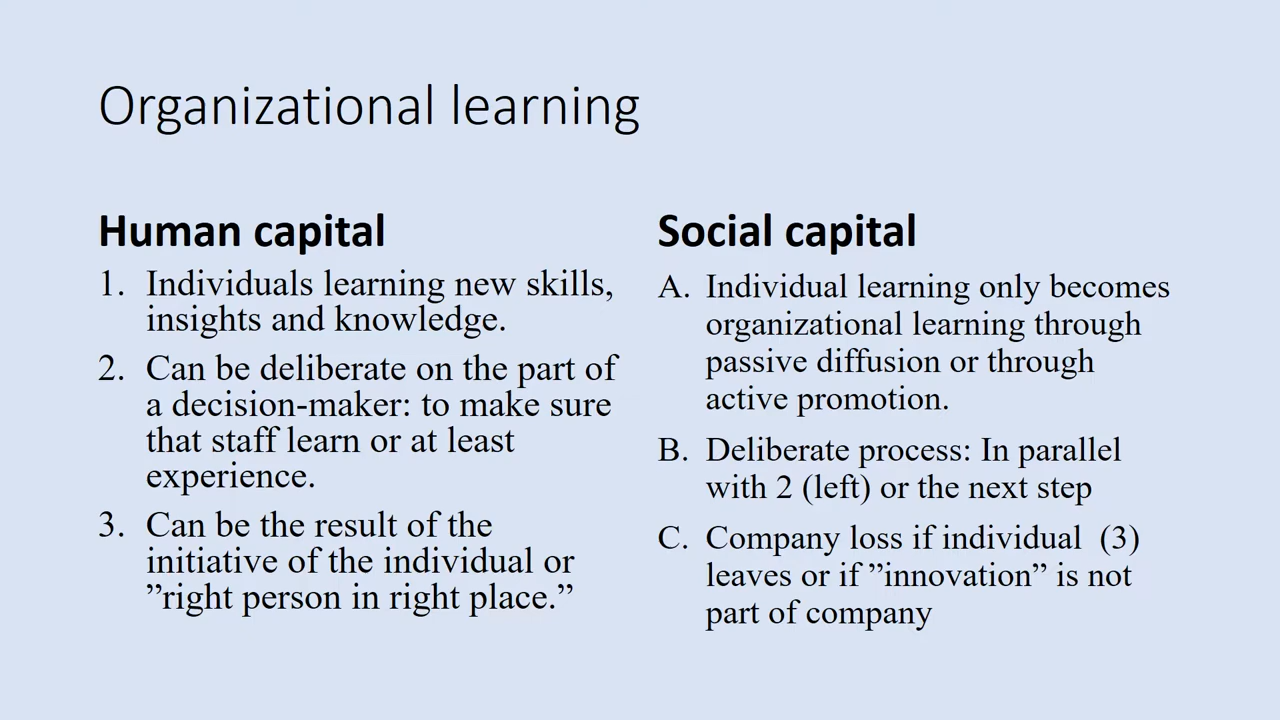 Organizational learning
Human capital
1. Individuals learning new skills,
insights and knowledge.
2. Can be deliberate on the part of
a decision-maker: to make sure
that staff learn or at least
experience.
3. Can be the result of the
initiative of the individual or
”right person in right place.”
Social capital
A. Individual learning only becomes
organizational learning through
passive diffusion or through
active promotion.
B. Deliberate process: In parallel
with 2 (left) or the next step
C. Company loss if individual  (3)
leaves or if ”innovation” is not
part of company